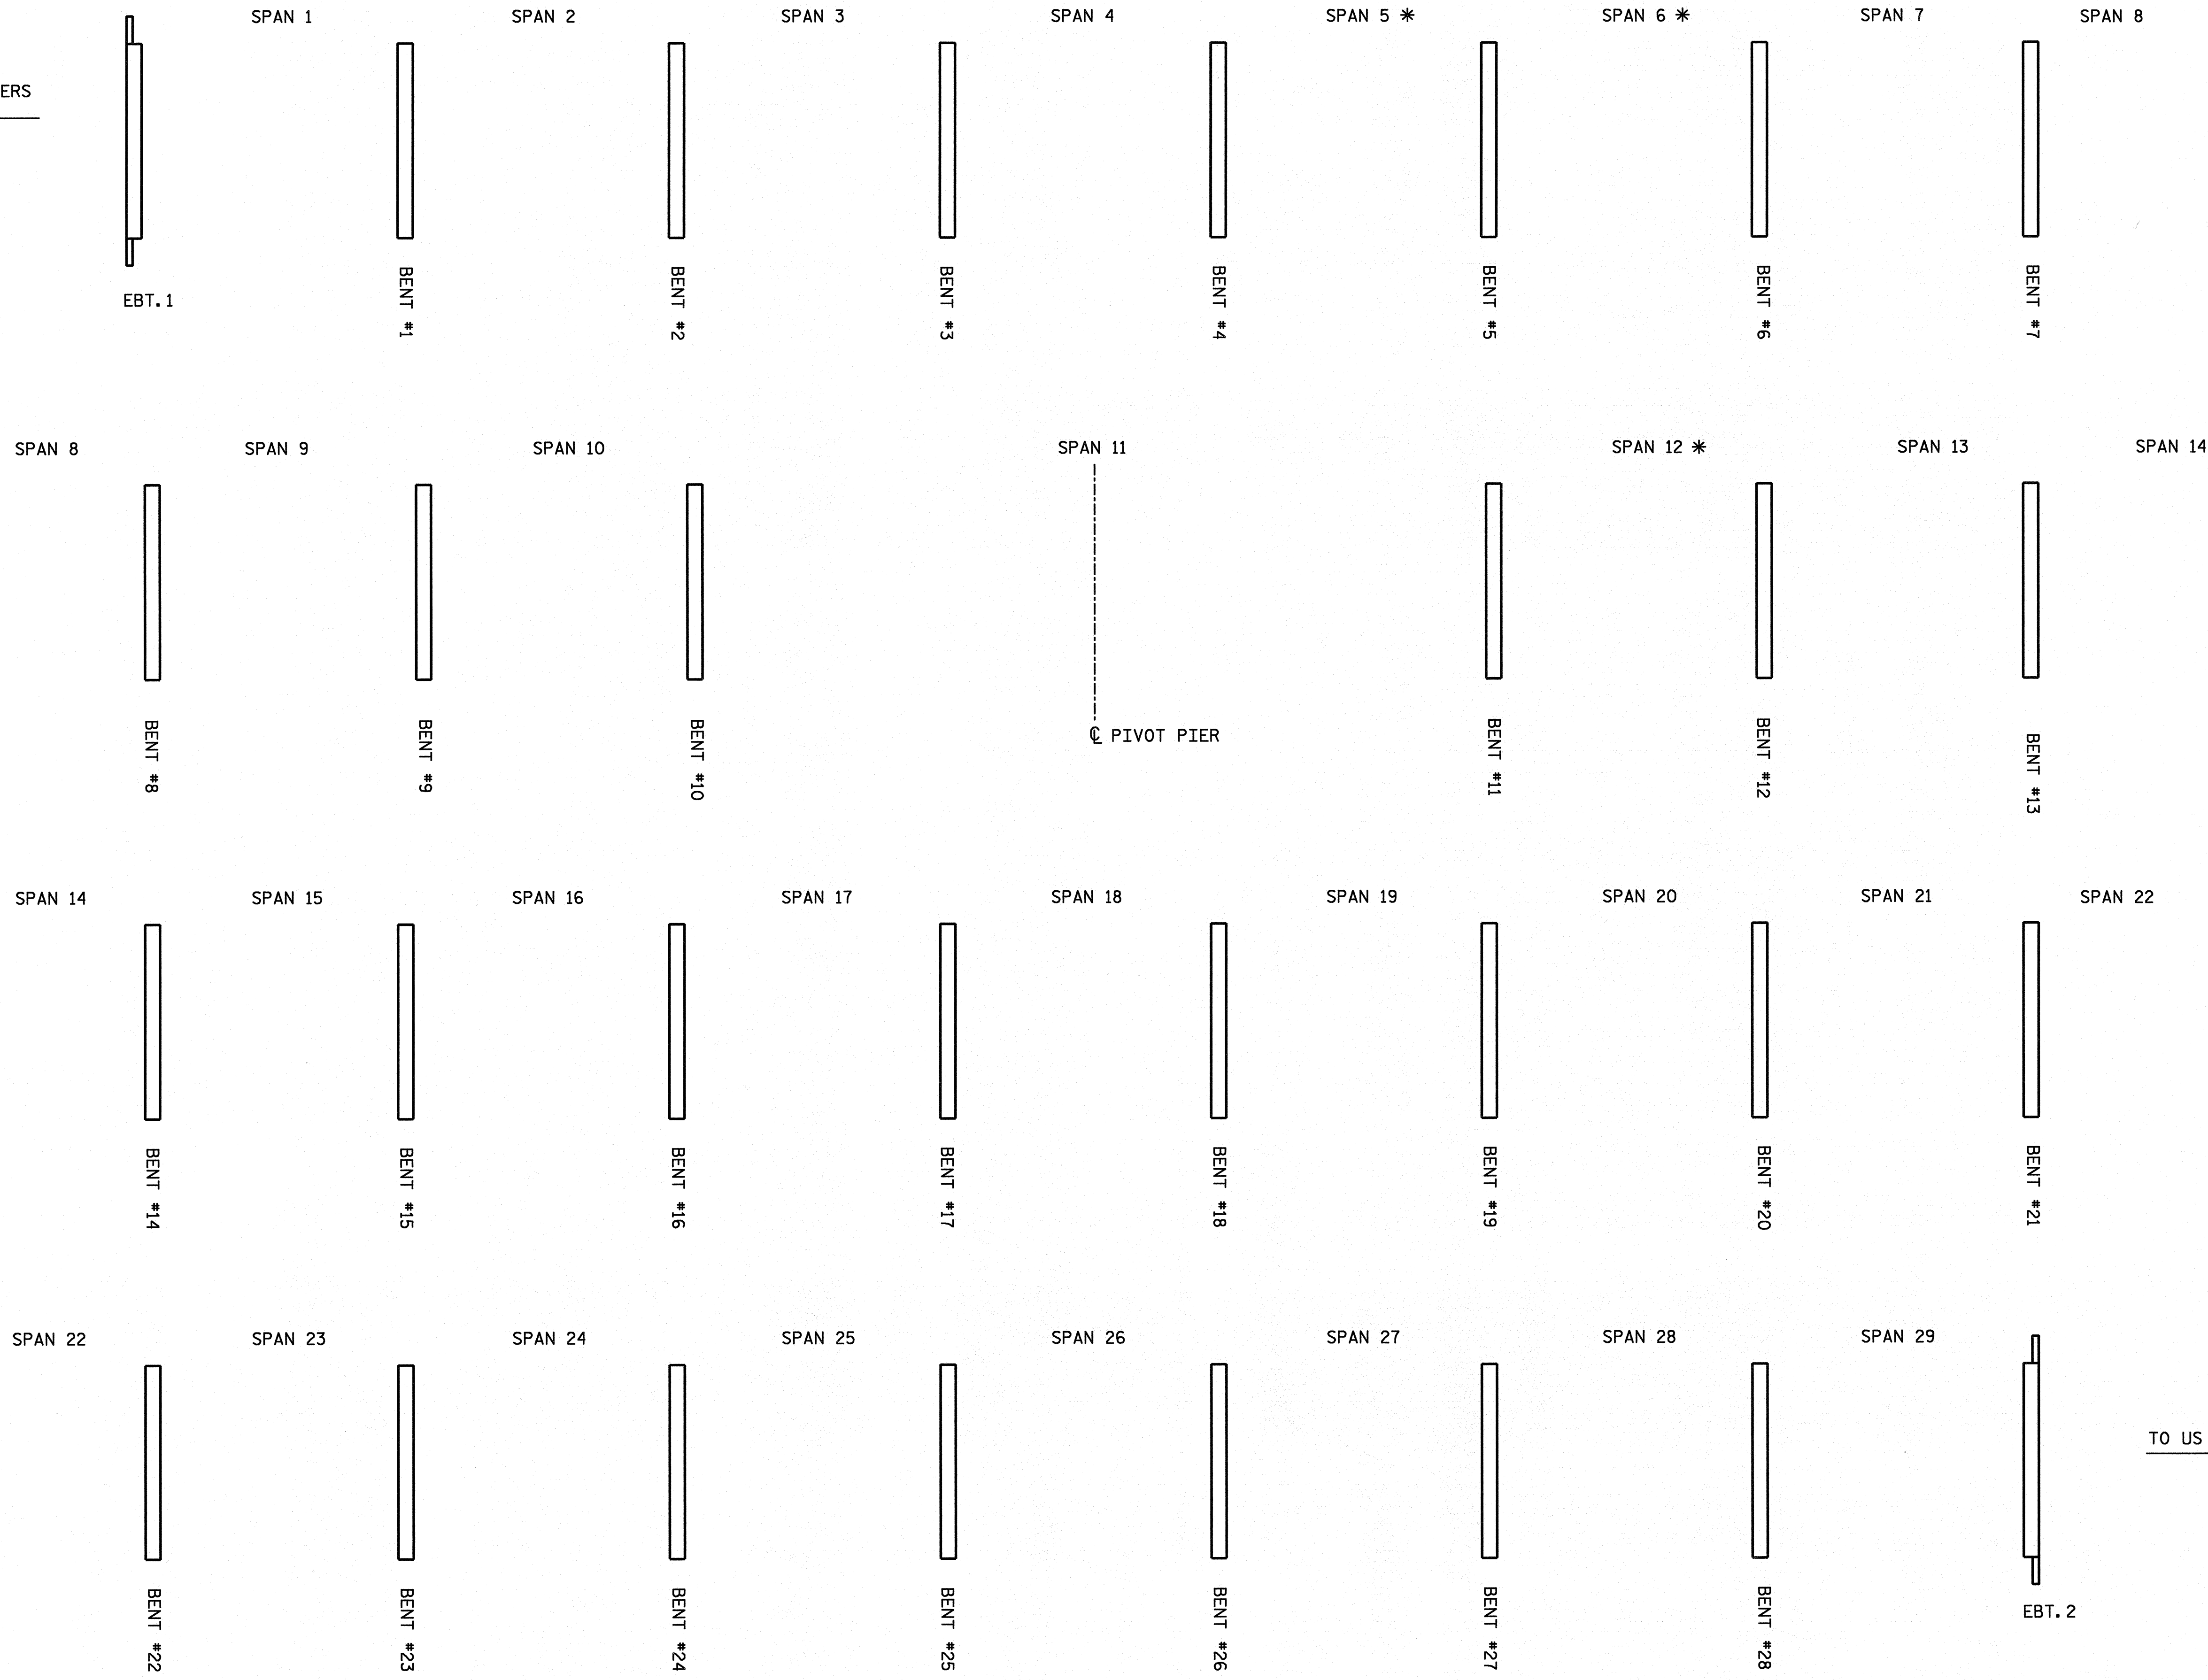 SPAN 1 SPAN 2 SPAN 3 SPAN 4 SPAN 5 * SPAN 6 * SPAN 7 SPAN 8
ERS
EBT.1
BENT #1 BENT #2 BENT #3 BENT #4 BENT #5 BENT #6 BENT #7
SPAN 8 SPAN 9 SPAN 10 SPAN 11 SPAN 12 * SPAN 13 SPAN 14
℄ PIVOT PIER
BENT #8 BENT #9 BENT #10 BENT #11 BENT #12 BENT #13
SPAN 14 SPAN 15 SPAN 16 SPAN 17 SPAN 18 SPAN 19 SPAN 20 SPAN 21 SPAN 22
BENT #14 BENT #15 BENT #16 BENT #17 BENT #18 BENT #19 BENT #20 BENT #21
SPAN 22 SPAN 23 SPAN 24 SPAN 25 SPAN 26 SPAN 27 SPAN 28 SPAN 29
TO US
EBT.2
BENT #22 BENT #23 BENT #24 BENT #25 BENT #26 BENT #27 BENT #28